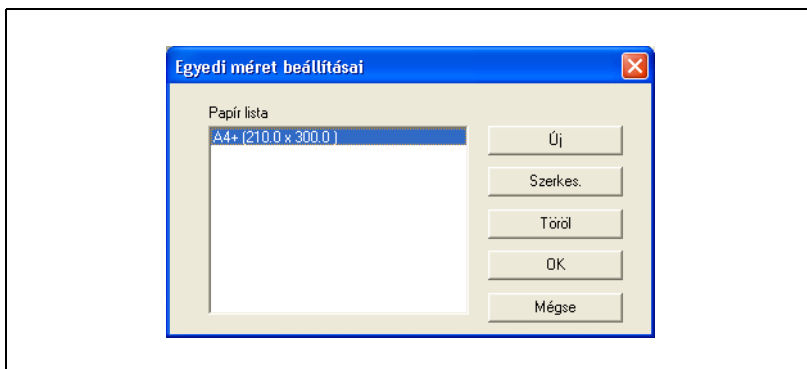 Egyedi méret beállításai
Papír lista
A4+ (210.0 x 300.0 )
Új
Szerkes.
Töröl
OK
Mégse